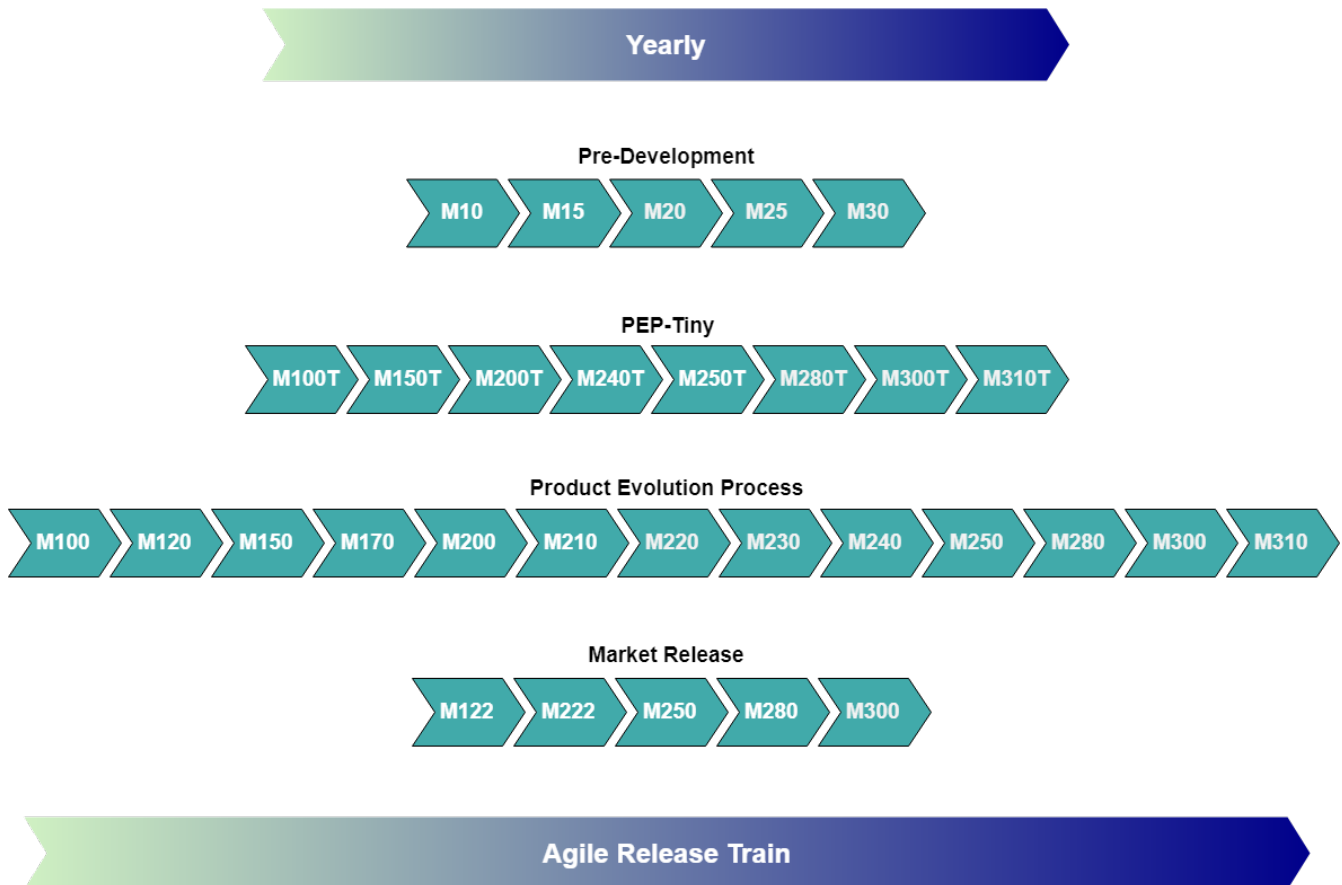 Yearly
Pre-Development
M10 M15 M20 M25 M30
PEP-Tiny
M100T M150T M200T M240T M250T M280T M300T M310T
Product Evolution Process
M100 M120 M150 M170 M200 M210 M220 M230 M240 M250 M280 M300 M310
Market Release
M122 M222 M250 M280 M300
Agile Release Train